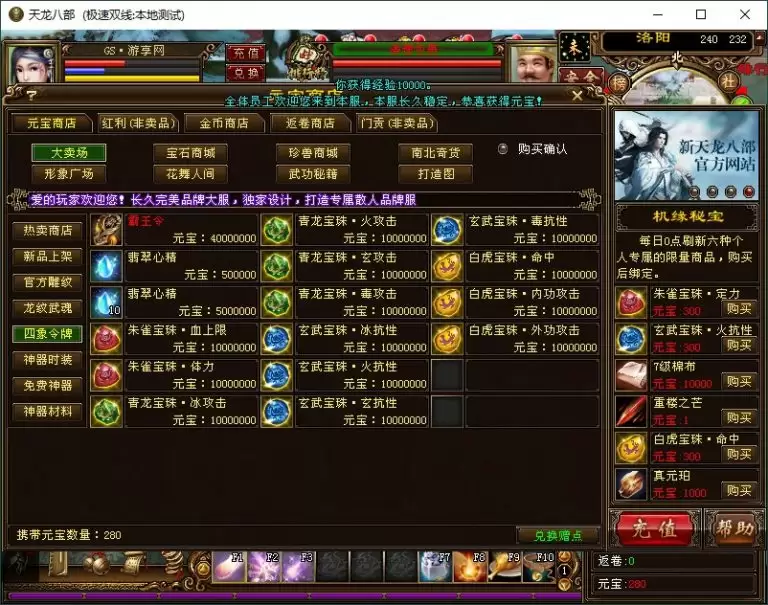 天龙八部 (极速双线:本地测试)
GS·游享网
充值
兑换
未
洛阳
240 232
北
安全
榜
社
你获得经验10000。
全体员工欢迎您来到本服，本服长久稳定，恭喜获得元宝！
?
元宝商店
红利(非卖品)
金币商店
返卷商店
门贡(非卖品)
大卖场
宝石商城
珍兽商城
南北奇货
购买确认
形象广场
花舞人间
武功秘籍
打造图
爱的玩家欢迎您！长久完美品牌大服，独家设计，打造专属散人品牌服
热卖商店
新品上架
官方雕纹
龙纹武魂
四象令牌
神器时装
免费神器
神器材料
霸王令
元宝：40000000
青龙宝珠·火攻击
元宝：10000000
玄武宝珠·毒抗性
元宝：10000000
翡翠心精
元宝：500000
青龙宝珠·玄攻击
元宝：10000000
白虎宝珠·命中
元宝：10000000
10
翡翠心精
元宝：5000000
青龙宝珠·毒攻击
元宝：10000000
白虎宝珠·内功攻击
元宝：10000000
朱雀宝珠·血上限
元宝：10000000
玄武宝珠·冰抗性
元宝：10000000
白虎宝珠·外功攻击
元宝：10000000
朱雀宝珠·体力
元宝：10000000
玄武宝珠·火抗性
元宝：10000000
青龙宝珠·冰攻击
元宝：10000000
玄武宝珠·玄抗性
元宝：10000000
携带元宝数量：280
兑换赠点
新天龙八部
官方网站
机缘秘宝
每日0点刷新六种个
人专属的限量商品，购买
后绑定。
朱雀宝珠·定力
元宝:300
购买
玄武宝珠·火抗性
元宝:300
购买
7级棉布
元宝:10000
购买
重楼之芒
元宝:1
购买
白虎宝珠·命中
元宝:300
购买
真元珀
元宝:1000
购买
充值
帮助
返卷:0
元宝:280
F1
F2
F3
F7
F8
F9
F10
1